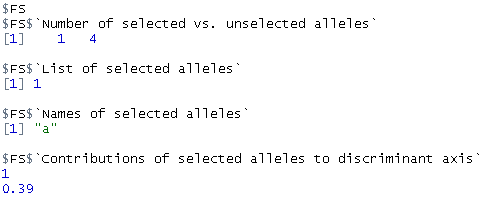 $FS
$FS$`Number of selected vs. unselected alleles`
[1]    1   4
$FS$`List of selected alleles`
[1] 1
$FS$`Names of selected alleles`
[1] "a"
$FS$`Contributions of selected alleles to discriminant axis`
1
0.39